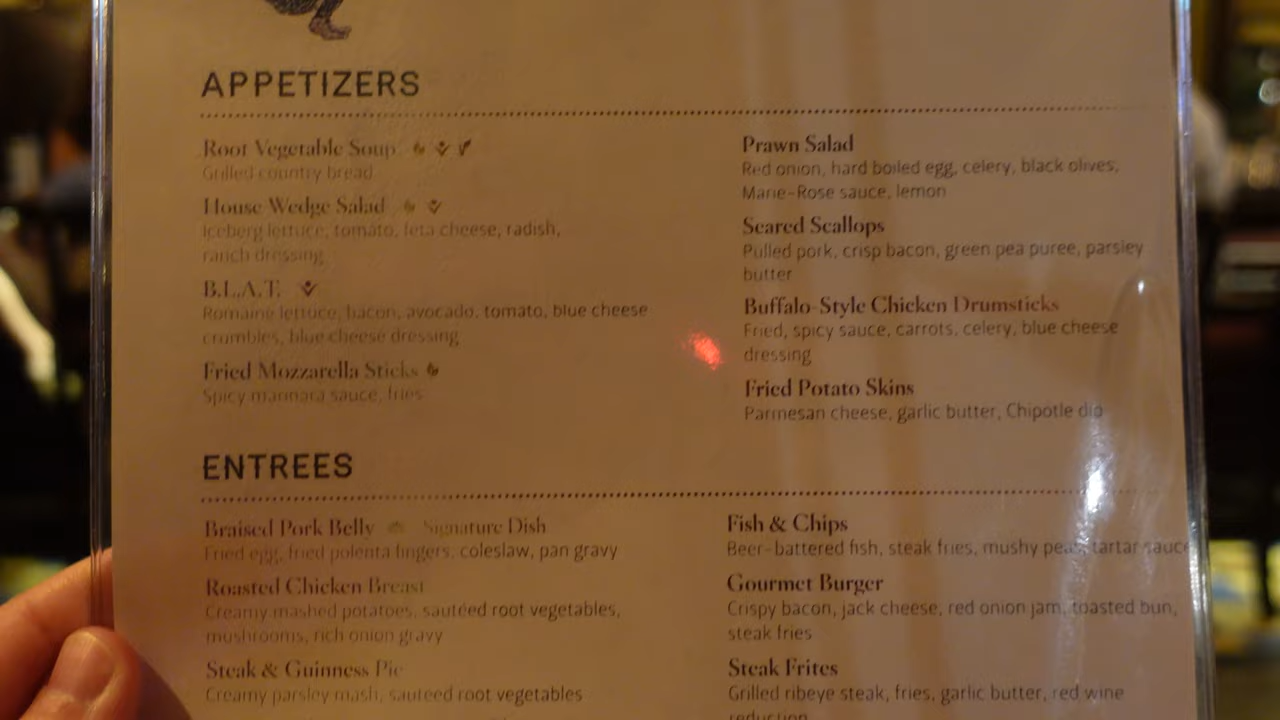 APPETIZERS
Root Vegetable Soup
Grilled country bread
House Wedge Salad
Iceberg lettuce, tomato, feta cheese, radish,
ranch dressing
B.L.A.T.
Romaine lettuce, bacon, avocado, tomato, blue cheese
crumbles, blue cheese dressing
Fried Mozzarella Sticks
Spicy marinara sauce, fries
Prawn Salad
Red onion, hard boiled egg, celery, black olives,
Marie-Rose sauce, lemon
Seared Scallops
Pulled pork, crisp bacon, green pea puree, parsley
butter
Buffalo-Style Chicken Drumsticks
Fried, spicy sauce, carrots, celery, blue cheese
dressing
Fried Potato Skins
Parmesan cheese, garlic butter, Chipotle dip
ENTREES
Braised Pork Belly Signature Dish
Fried egg, fried polenta fingers, coleslaw, pan gravy
Roasted Chicken Breast
Creamy mashed potatoes, sautéed root vegetables,
mushrooms, rich onion gravy
Steak & Guinness Pie
Creamy parsley mash, sauteed root vegetables
Fish & Chips
Beer-battered fish, steak fries, mushy peas, tartar sauce
Gourmet Burger
Crispy bacon, jack cheese, red onion jam, toasted bun,
steak fries
Steak Frites
Grilled ribeye steak, fries, garlic butter, red wine
reduction